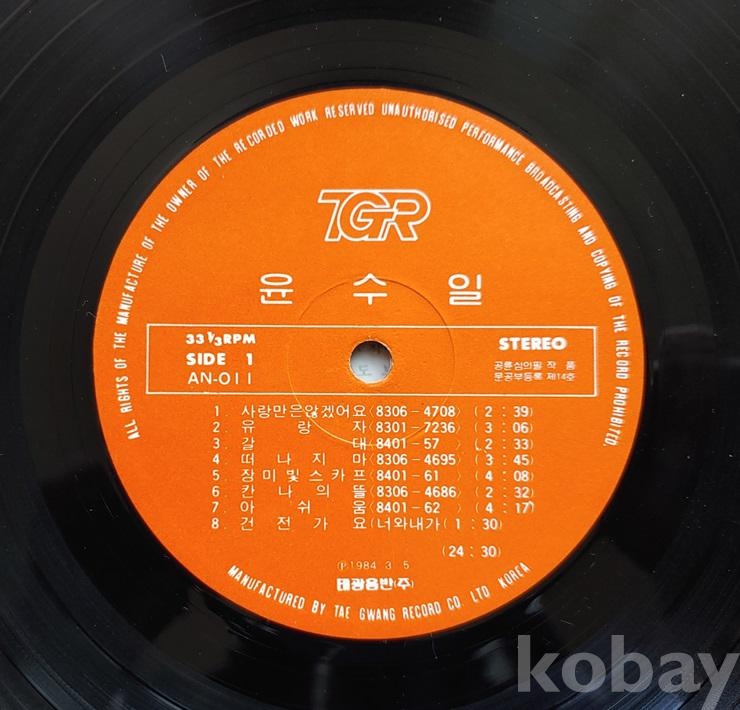 ALL RIGHTS OF THE MANUFACTURE OF THE OWNER OF THE RECORDED WORK RESERVED UNAUTHORISED PERFORMANCE BROADCASTING AND COPYING OF THE RECORD PROHIBITED.
TGR
윤 수 일
33 1/3 RPM
SIDE 1
AN-011
STEREO
공륜심의필 작 품
문공부등록 제14호
1. 사랑만은않겠어요〈8306-4708〉(2:39)
2. 유 랑 자〈8301-7236〉(3:06)
3. 갈 대〈8401-57〉(2:33)
4. 떠 나 지 마〈8306-4695〉(3:45)
5. 장미빛스카프〈8401-61〉(4:08)
6. 칸 나 의 뜰〈8306-4686〉(2:32)
7. 아 쉬 움〈8401-62〉(4:17)
8. 건 전 가 요(너와내가(1:30)
(24:30)
Ⓟ1984 3. 5
태광음반(주)
MANUFACTURED BY TAE GWANG RECORD CO LTD KOREA
kobay